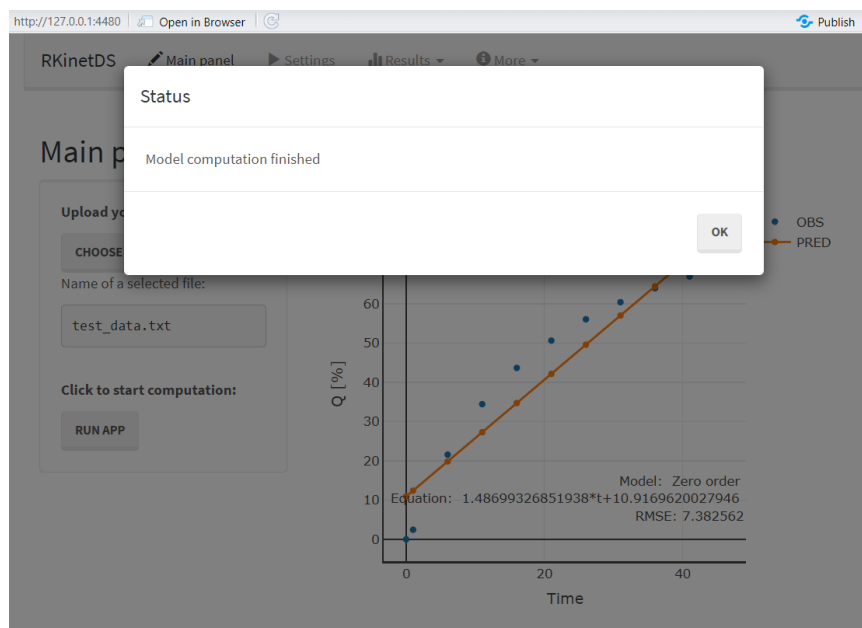 http://127.0.0.1:4480 Open in Browser Publish
RKinetDS Main panel Settings Results More
Status
Model computation finished
OK
Main p
Upload yo
CHOOSE
Name of a selected file:
test_data.txt
Click to start computation:
RUN APP
OBS
PRED
60
50
40
30
20
10
0
Q [%]
Model: Zero order
Equation: 1.48699326851938*t+10.9169620027946
RMSE: 7.382562
0 20 40
Time